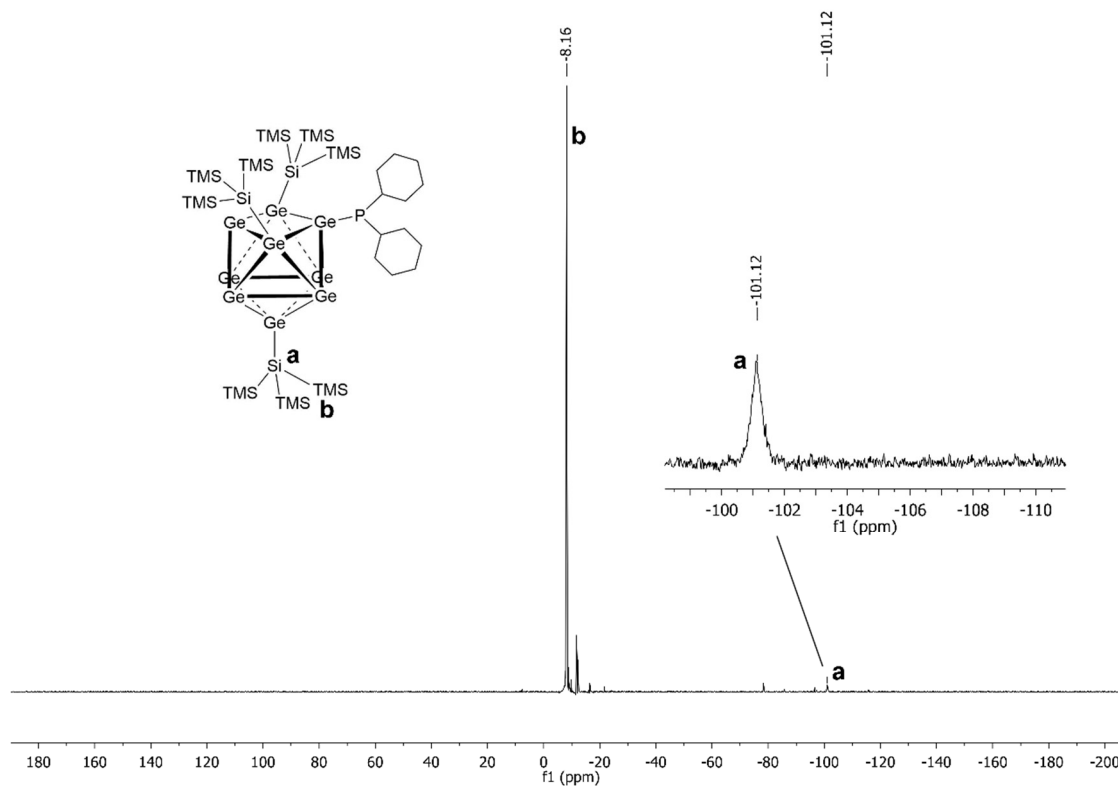 -8.16
-101.12
b
TMS TMS
TMS TMS
TMS Si
TMS Si
Ge
Ge Ge P
Ge
Ge Ge
Ge Ge
Ge
a
Si
TMS TMS
TMS
b
-101.12
a
-100 -102 -104 -106 -108 -110
f1 (ppm)
a
180 160 140 120 100 80 60 40 20 0 -20 -40 -60 -80 -100 -120 -140 -160 -180 -200
f1 (ppm)